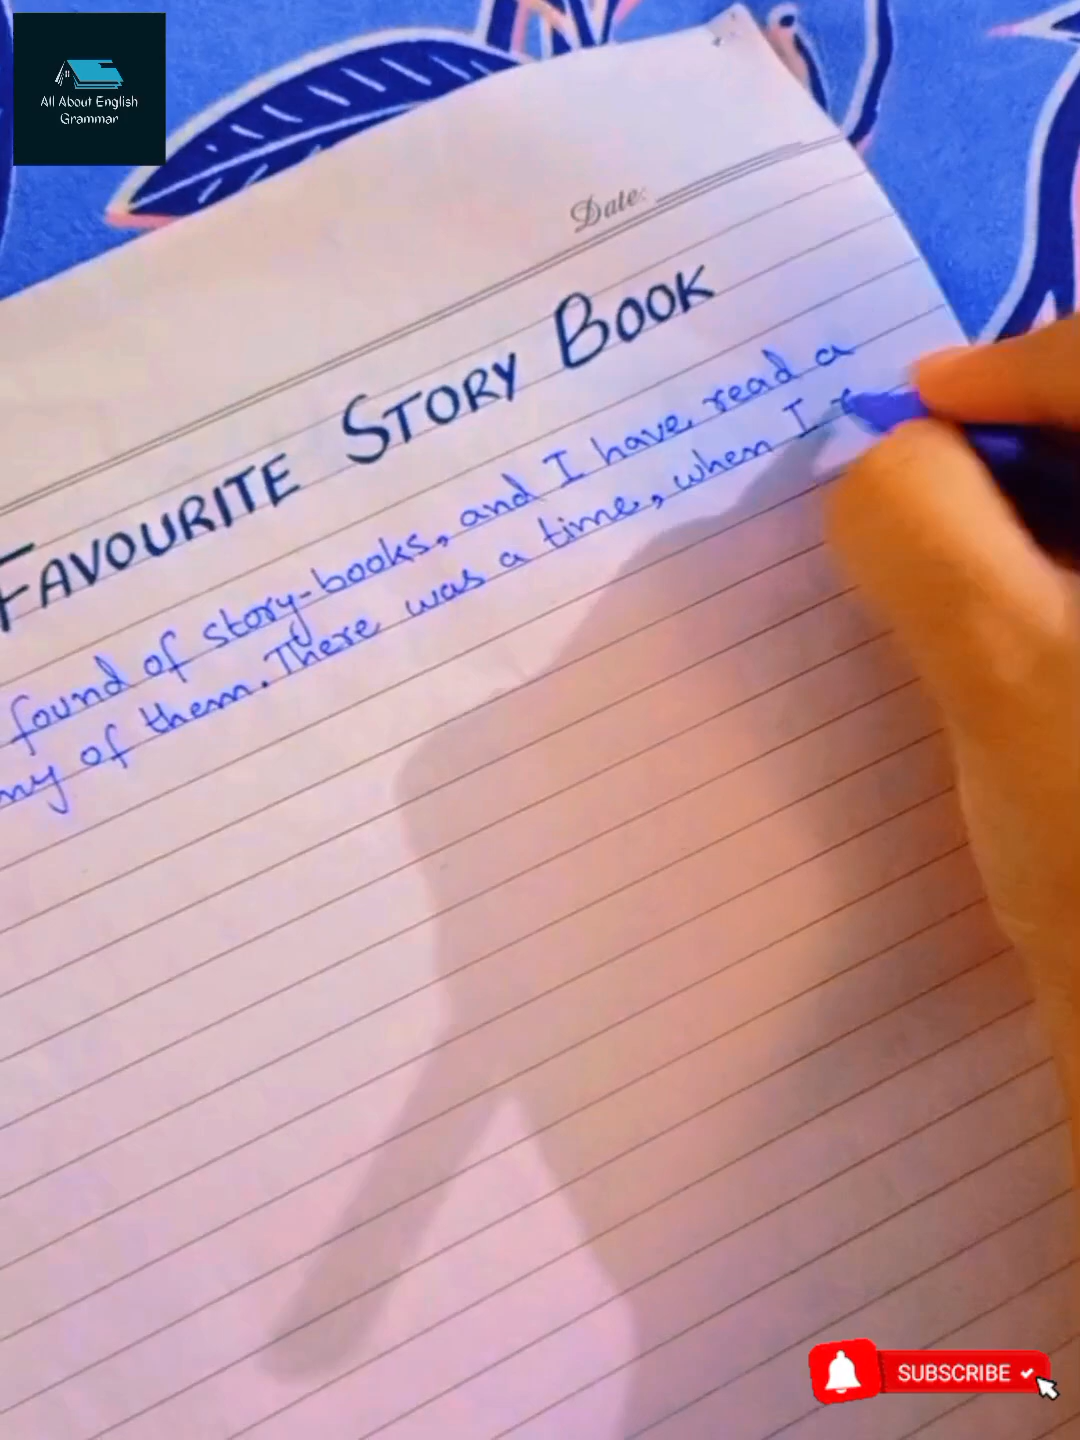 All About English
Grammar
Date:
FAVOURITE STORY BOOK
found of story-books, and I have read a
of them. There was a time, when I
SUBSCRIBE